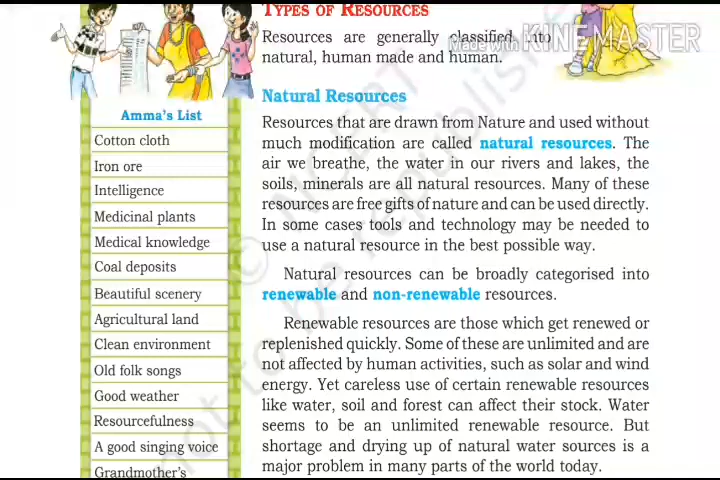 TYPES OF RESOURCES
Resources are generally classified into
natural, human made and human.
Made with KINEMASTER
Amma's List
Cotton cloth
Iron ore
Intelligence
Medicinal plants
Medical knowledge
Coal deposits
Beautiful scenery
Agricultural land
Clean environment
Old folk songs
Good weather
Resourcefulness
A good singing voice
Grandmother's
Natural Resources
Resources that are drawn from Nature and used without
much modification are called natural resources. The
air we breathe, the water in our rivers and lakes, the
soils, minerals are all natural resources. Many of these
resources are free gifts of nature and can be used directly.
In some cases tools and technology may be needed to
use a natural resource in the best possible way.
Natural resources can be broadly categorised into
renewable and non-renewable resources.
Renewable resources are those which get renewed or
replenished quickly. Some of these are unlimited and are
not affected by human activities, such as solar and wind
energy. Yet careless use of certain renewable resources
like water, soil and forest can affect their stock. Water
seems to be an unlimited renewable resource. But
shortage and drying up of natural water sources is a
major problem in many parts of the world today.
© NCERT
not to be republished